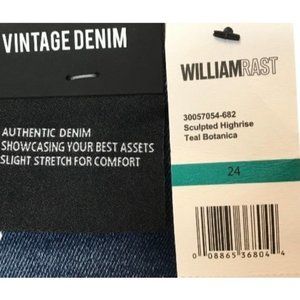 VINTAGE DENIM
AUTHENTIC DENIM
SHOWCASING YOUR BEST ASSETS
SLIGHT STRETCH FOR COMFORT
WILLIAMRAST
30057054-682
Sculpted Highrise
Teal Botanica
24
0 08865 36804 4